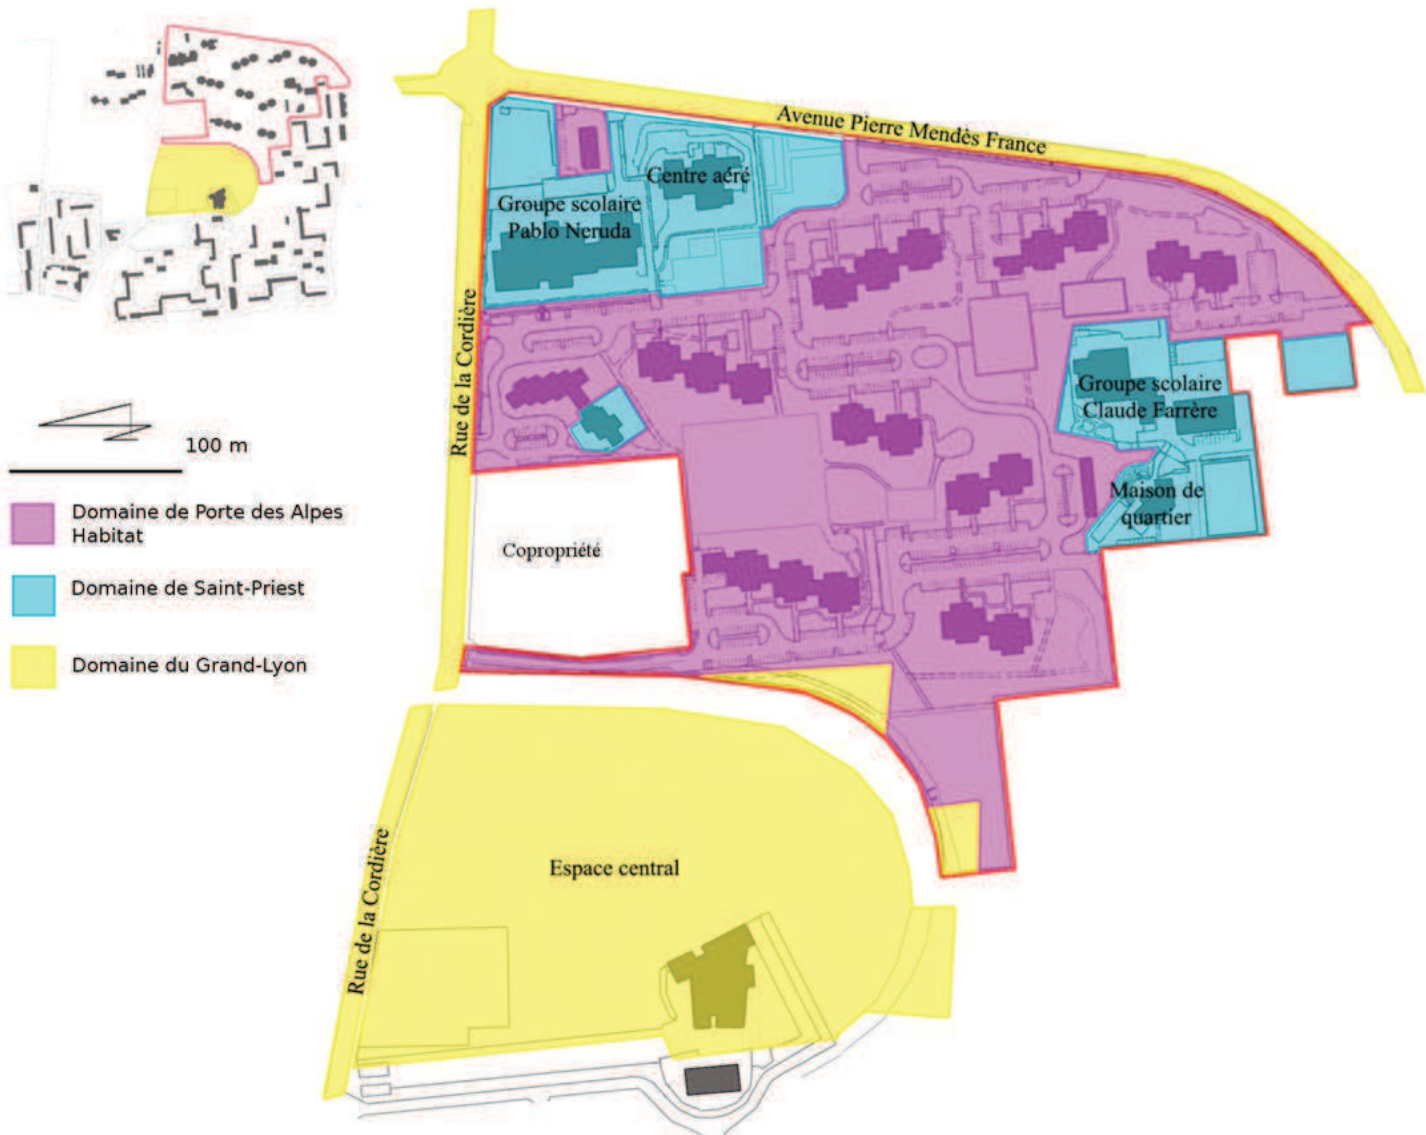 Avenue Pierre Mendès France
Centre aéré
Groupe scolaire
Pablo Neruda
Rue de la Cordière
Groupe scolaire
Claude Farrère
Maison de
quartier
Copropriété
100 m
Domaine de Porte des Alpes
Habitat
Domaine de Saint-Priest
Domaine du Grand-Lyon
Espace central
Rue de la Cordière